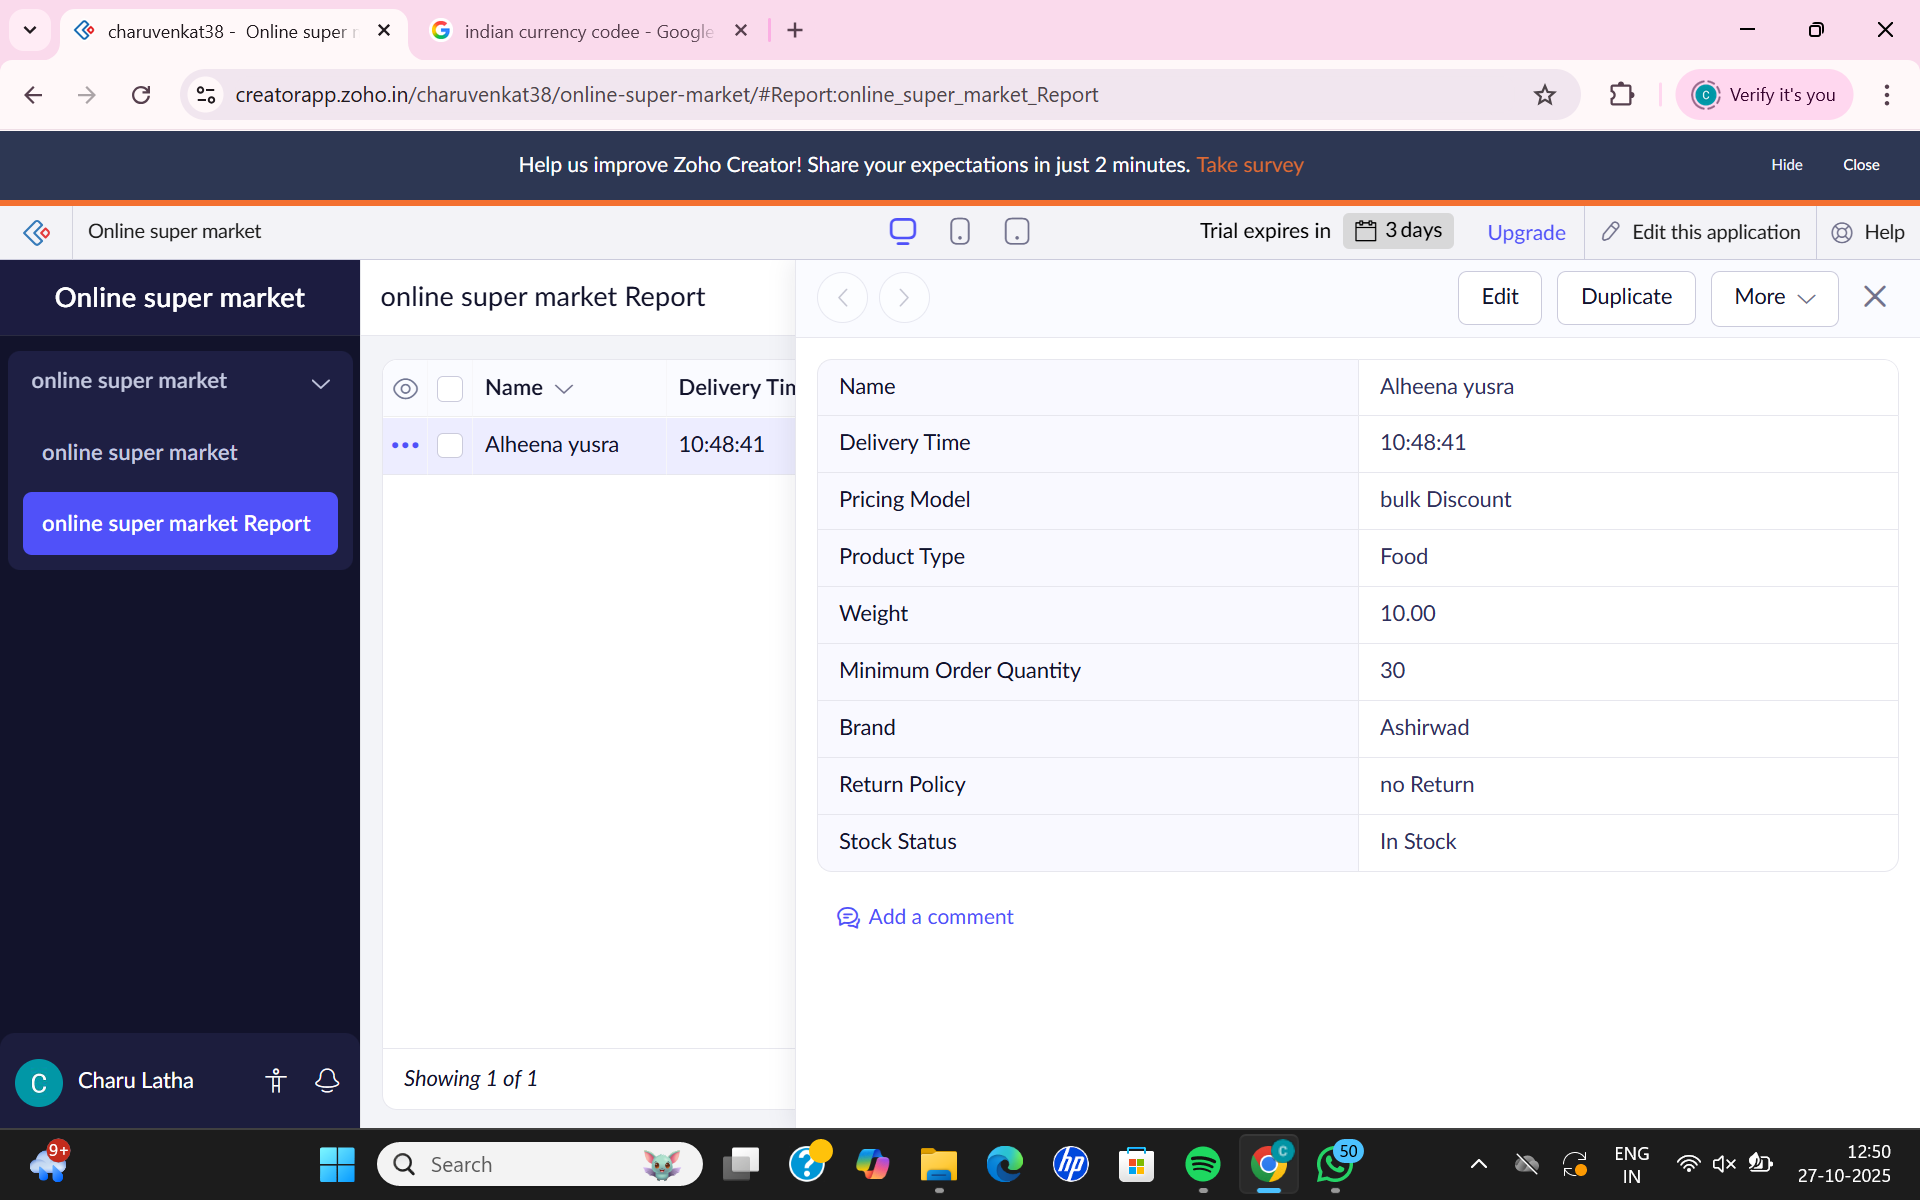 charuvenkat38 - Online super r
indian currency codee - Google
creatorapp.zoho.in/charuvenkat38/online-super-market/#Report:online_super_market_Report
C
Verify it's you
Help us improve Zoho Creator! Share your expectations in just 2 minutes. Take survey
Hide
Close
Online super market
Trial expires in
3 days
Upgrade
Edit this application
Help
Online super market
online super market
online super market
online super market Report
online super market Report
Name
Delivery Tim
Alheena yusra
10:48:41
Showing 1 of 1
Edit
Duplicate
More
Name
Alheena yusra
Delivery Time
10:48:41
Pricing Model
bulk Discount
Product Type
Food
Weight
10.00
Minimum Order Quantity
30
Brand
Ashirwad
Return Policy
no Return
Stock Status
In Stock
Add a comment
C
Charu Latha
9+
Search
hp
C
50
ENG
IN
12:50
27-10-2025